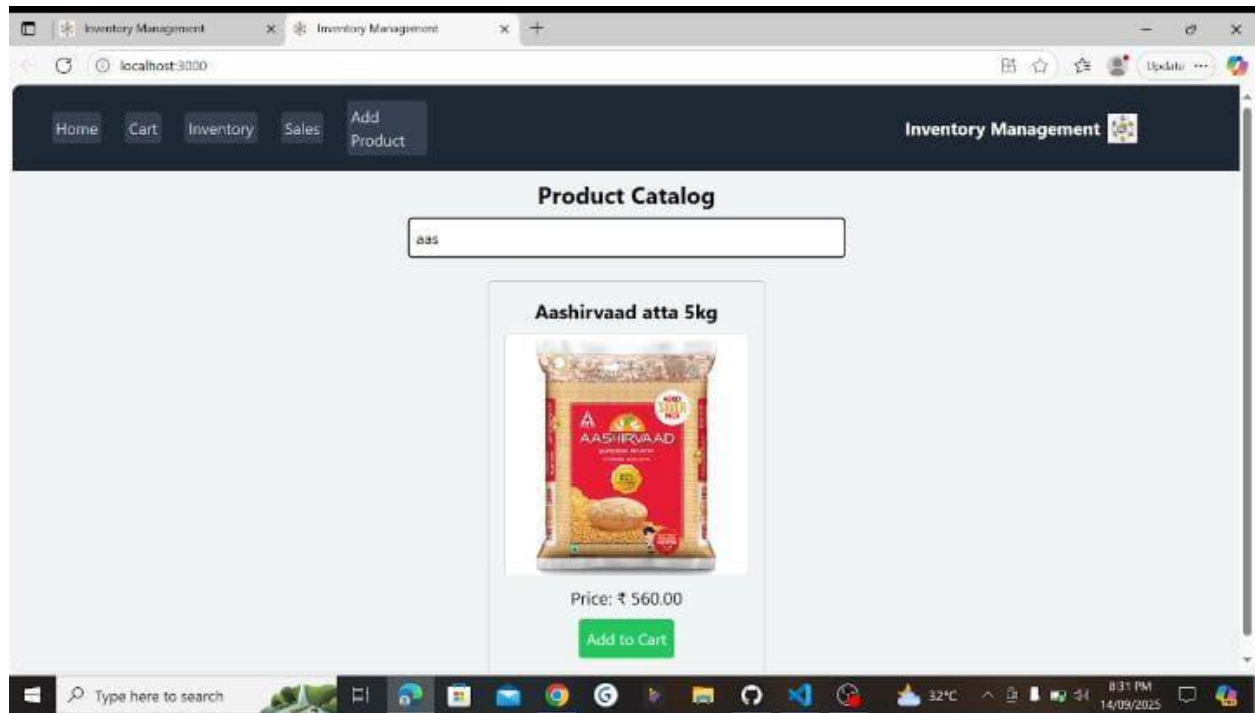 Inventory Management
Inventory Management
localhost:3000
Update
Home Cart Inventory Sales Add
Product
Inventory Management
Product Catalog
aas
Aashirvaad atta 5kg
AASHIRVAAD
Price: ₹ 560.00
Add to Cart
Type here to search
32°C
8:31 PM
14/09/2025